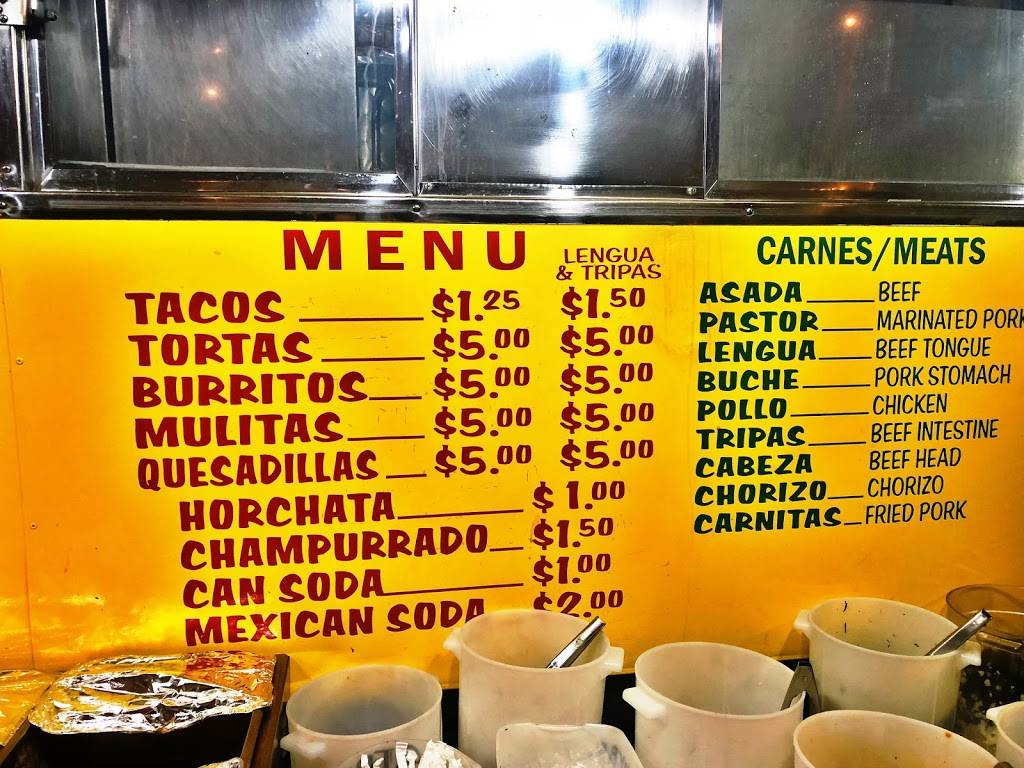 MENU
LENGUA
& TRIPAS
TACOS $1.25 $1.50
TORTAS $5.00 $5.00
BURRITOS $5.00 $5.00
MULITAS $5.00 $5.00
QUESADILLAS $5.00 $5.00
HORCHATA $1.00
CHAMPURRADO $1.50
CAN SODA $1.00
MEXICAN SODA $2.00
CARNES/MEATS
ASADA BEEF
PASTOR MARINATED PORK
LENGUA BEEF TONGUE
BUCHE PORK STOMACH
POLLO CHICKEN
TRIPAS BEEF INTESTINE
CABEZA BEEF HEAD
CHORIZO CHORIZO
CARNITAS FRIED PORK